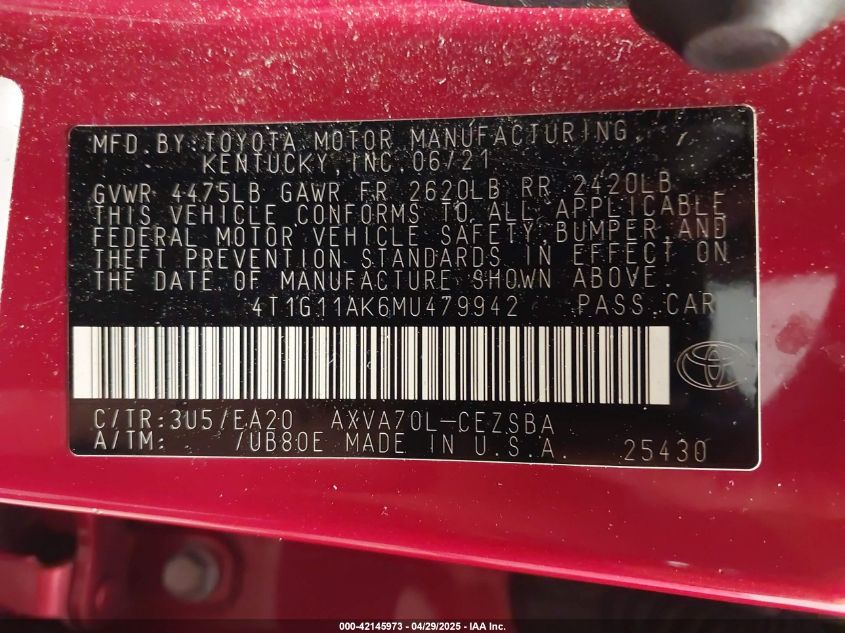 MFD.BY:TOYOTA MOTOR MANUFACTURING,
KENTUCKY,INC.06/21
GVWR 4475LB GAWR FR 2620LB RR 2420LB
THIS VEHICLE CONFORMS TO ALL APPLICABLE
FEDERAL MOTOR VEHICLE SAFETY,BUMPER,AND
THEFT PREVENTION STANDARDS IN EFFECT ON
THE DATE OF MANUFACTURE SHOWN ABOVE.
4T1G11AK6MU479942 PASS CAR
C/TR:3U5/EA20 AXVA70L-CEZSBA
A/TM: /UB80E MADE IN U.S.A. 25430
000-42145973 - 04/29/2025 - IAA Inc.